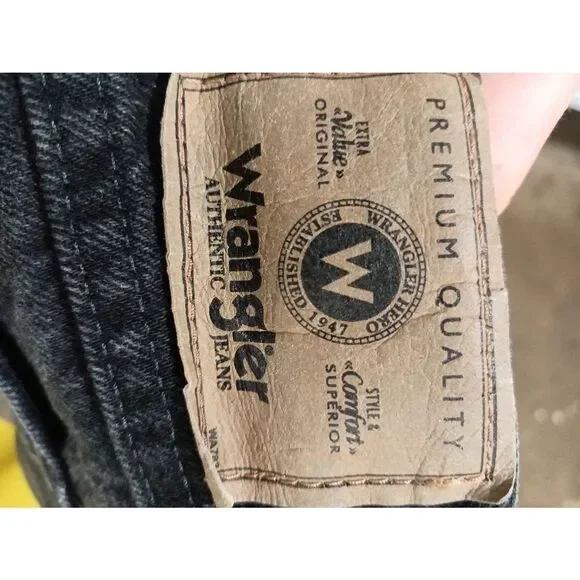 PREMIUM QUALITY
EXTRA
«Value»
ORIGINAL
WRANGLER HERO
W
ESTABLISHED 1947
STYLE &
«Comfort»
SUPERIOR
Wrangler
AUTHENTIC JEANS